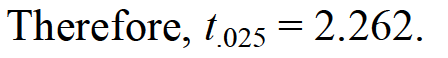 Therefore, t.025 = 2.262.